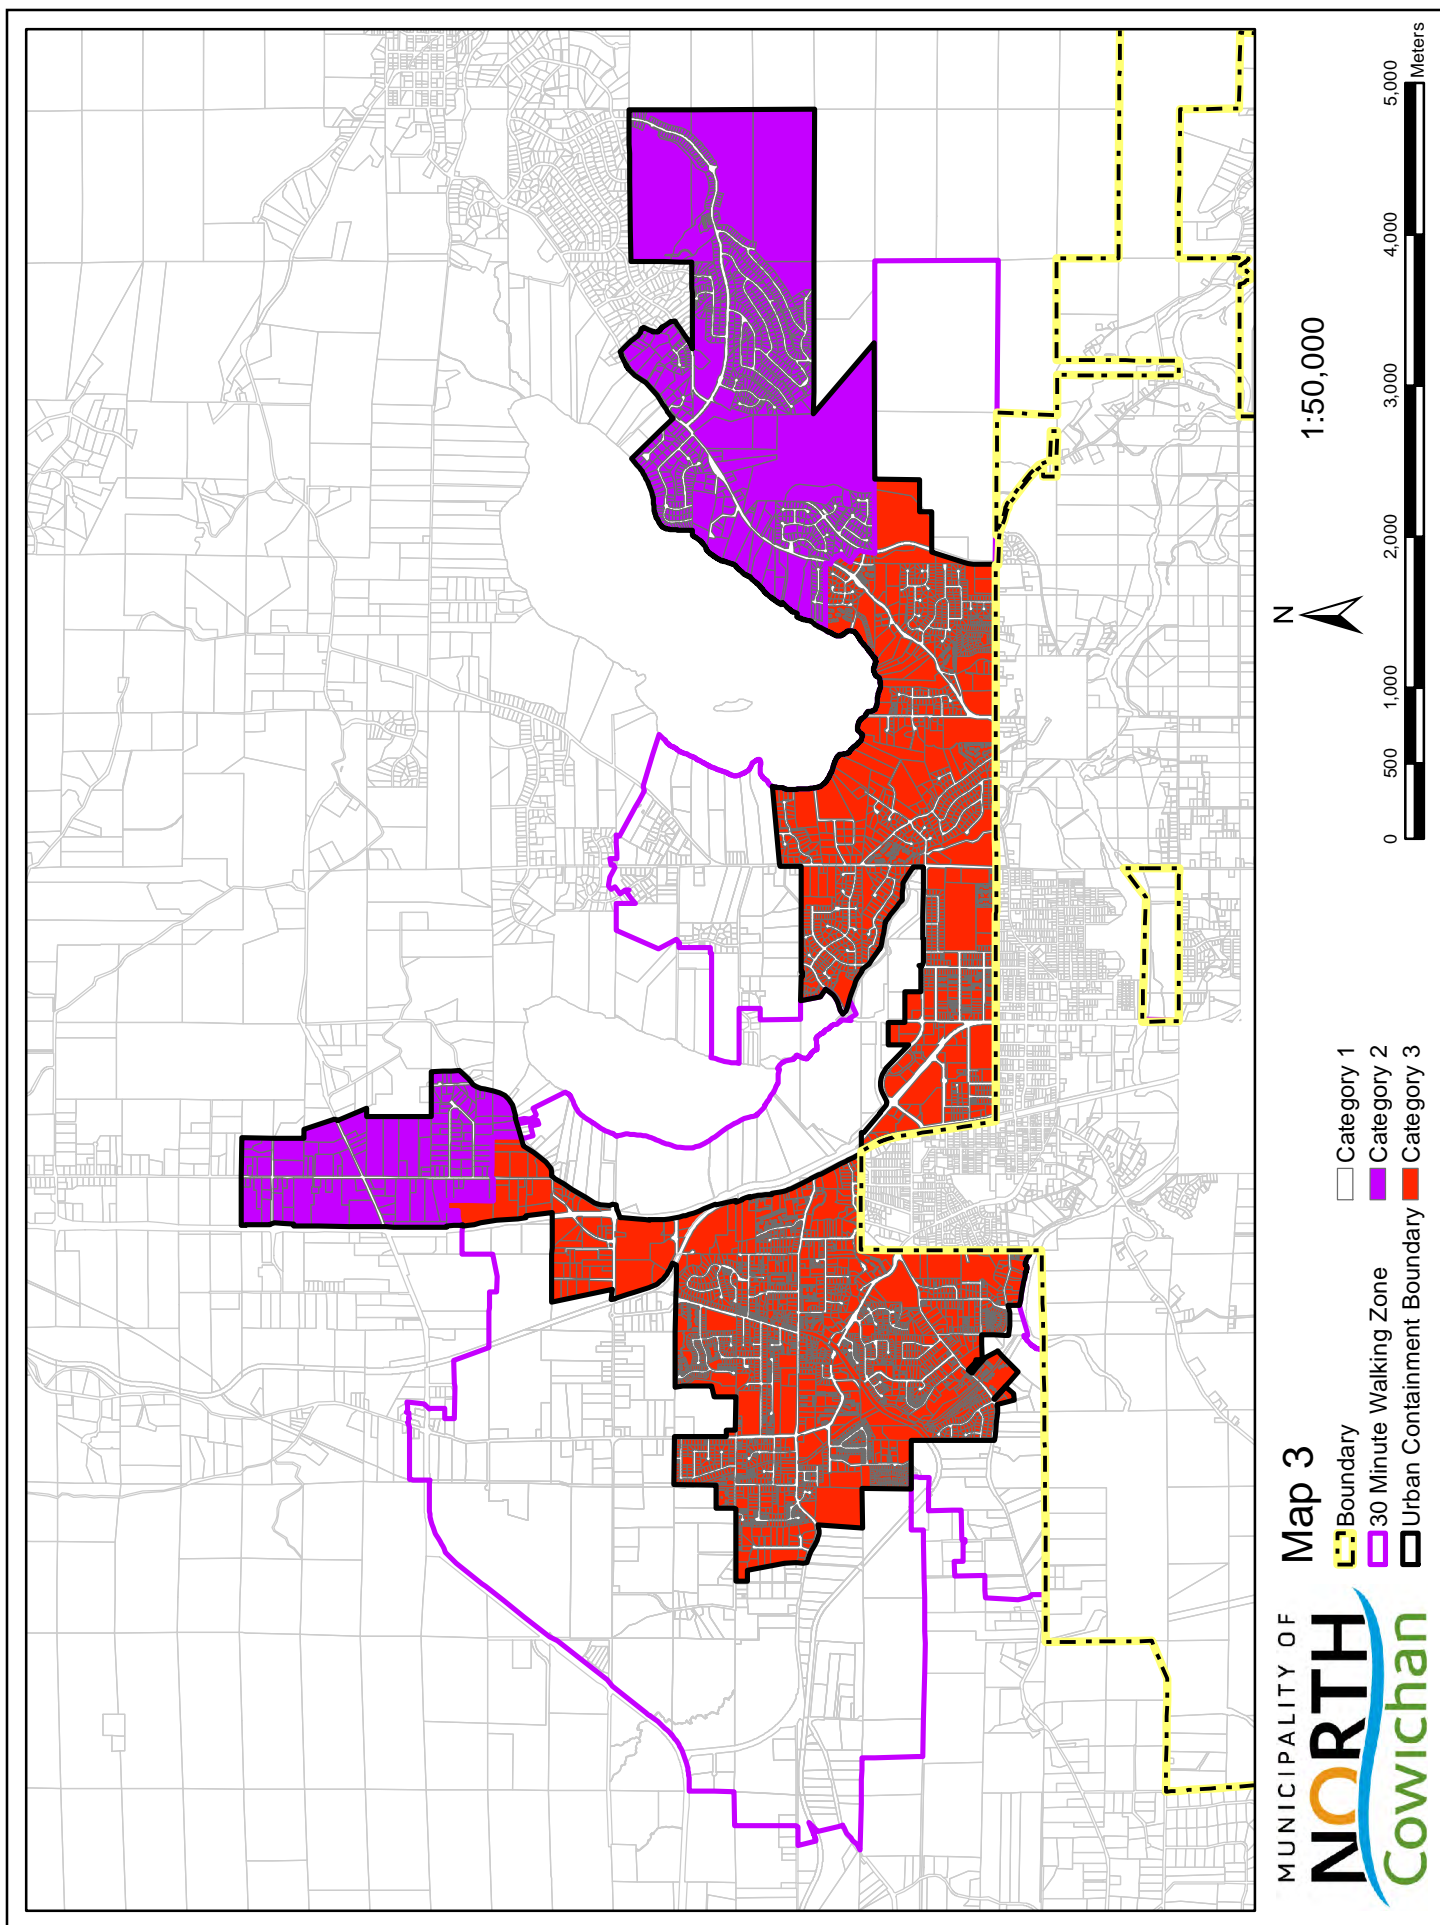 MUNICIPALITY OF
NORTH
Cowichan
Map 3
Boundary
30 Minute Walking Zone
Urban Containment Boundary
Category 1
Category 2
Category 3
N
1:50,000
0 500 1,000 2,000 3,000 4,000 5,000
Meters